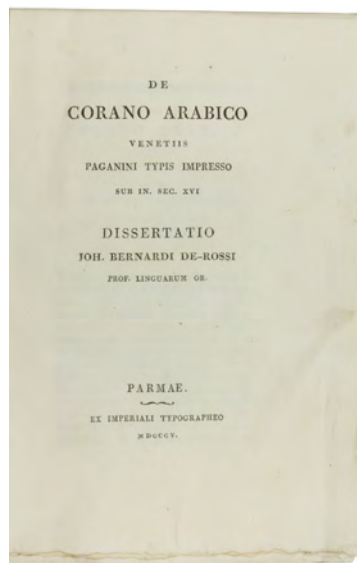 DE
CORANO ARABICO
VENETIIS
PAGANINI TYPIS IMPRESSO
SUB IN. SEC. XVI
DISSERTATIO
JOH. BERNARDI DE-ROSSI
PROF. LINGUARUM OR.
PARMAE.
EX IMPERIALI TYPOGRAPHEO
MDCCCV.